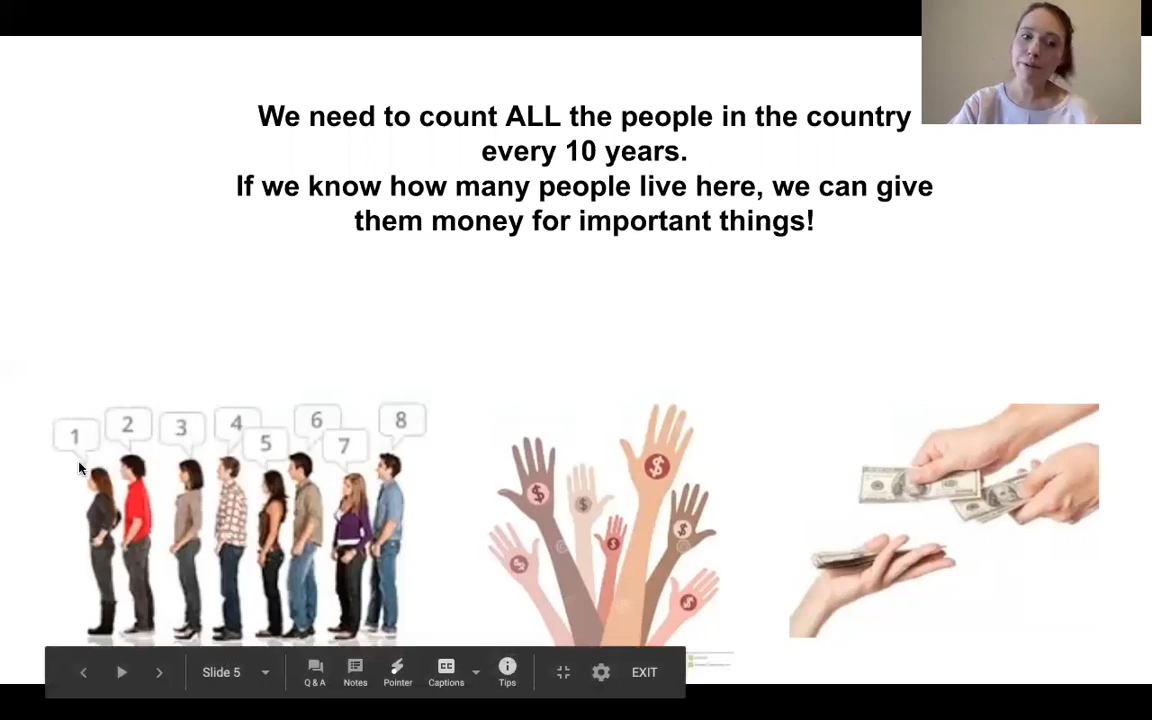 We need to count ALL the people in the country
every 10 years.
If we know how many people live here, we can give
them money for important things!
1
2
3
4
5
6
7
8
$
$
$
$
$
$
$
Slide 5
Q & A
Notes
Pointer
CC
Captions
Tips
EXIT